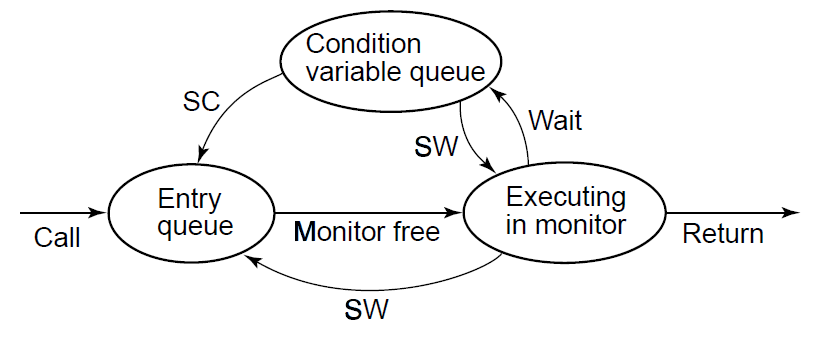 Condition
variable queue
SC
Wait
SW
Entry
queue
Executing
in monitor
Call
Monitor free
Return
SW